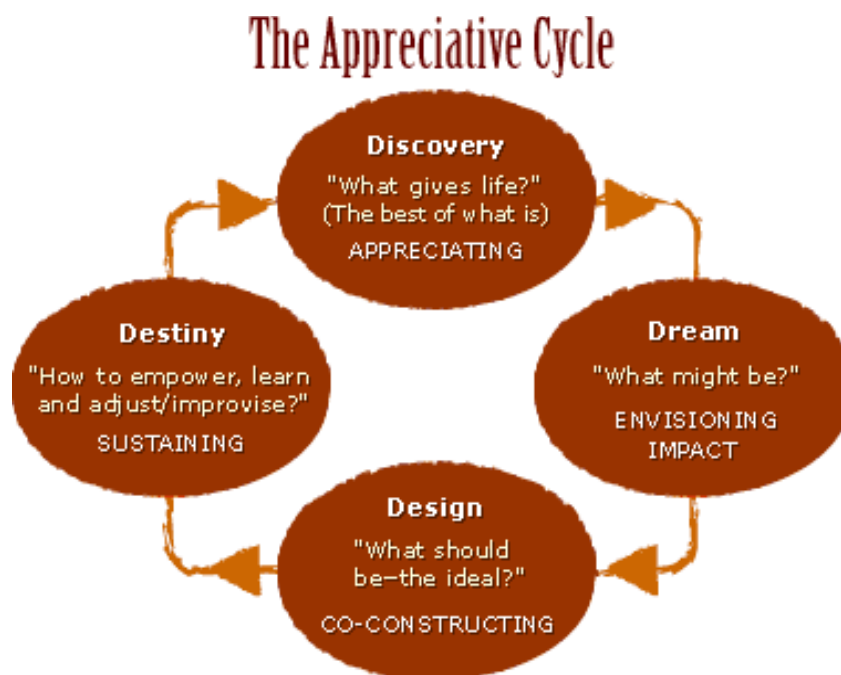 The Appreciative Cycle
Discovery
"What gives life?"
(The best of what is)
APPRECIATING
Dream
"What might be?"
ENVISIONING
IMPACT
Design
"What should
be—the ideal?"
CO-CONSTRUCTING
Destiny
"How to empower, learn
and adjust/improvise?"
SUSTAINING